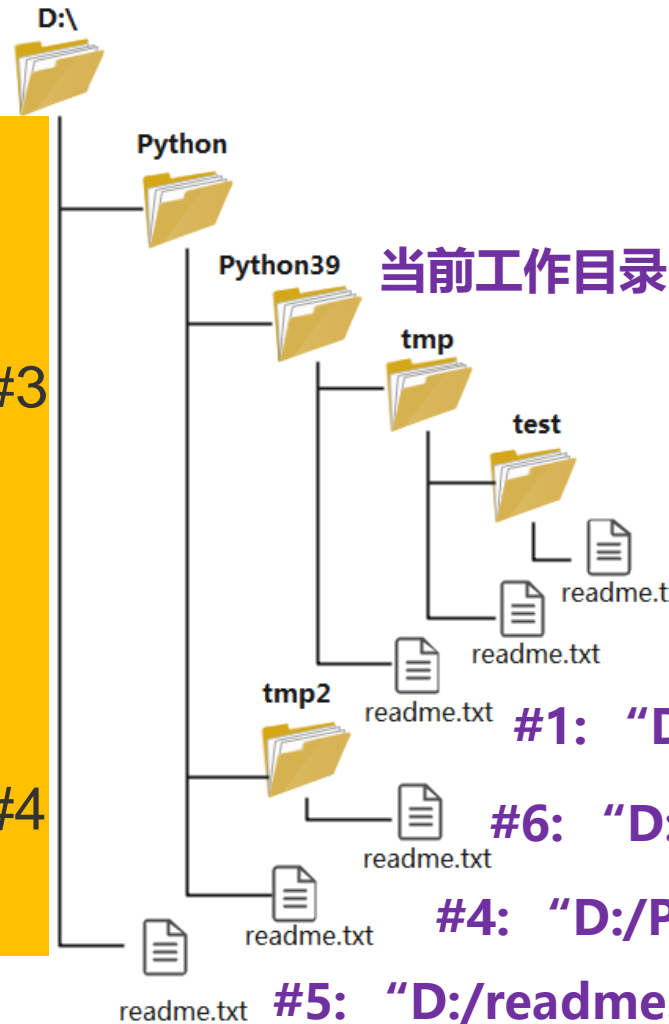 D:\
Python
Python39
当前工作目录
tmp
#3
test
readme.t
readme.txt
tmp2
readme.txt
#1: “D
#4
#6: “D:
readme.txt
#4: “D:/P
readme.txt
readme.txt
#5: “D:/readme